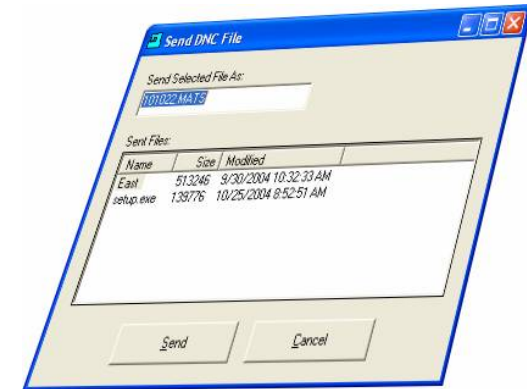 Send DNC File
Send Selected File As:
101022.MATS
Sent Files:
Name Size Modified
East 513246 9/30/2004 10:32:33 AM
setup.exe 139776 10/25/2004 8:52:51 AM
Send Cancel